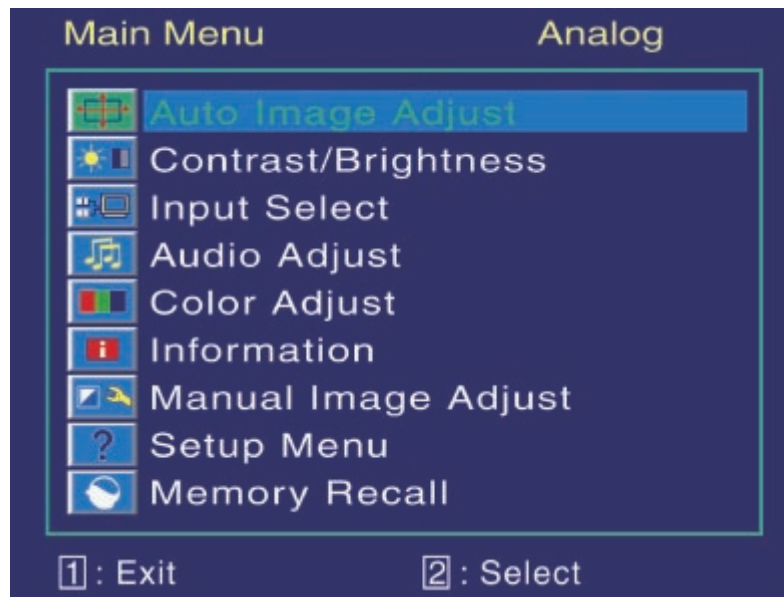 Main Menu Analog
Auto Image Adjust
Contrast/Brightness
Input Select
Audio Adjust
Color Adjust
Information
Manual Image Adjust
Setup Menu
Memory Recall
1 : Exit 2 : Select